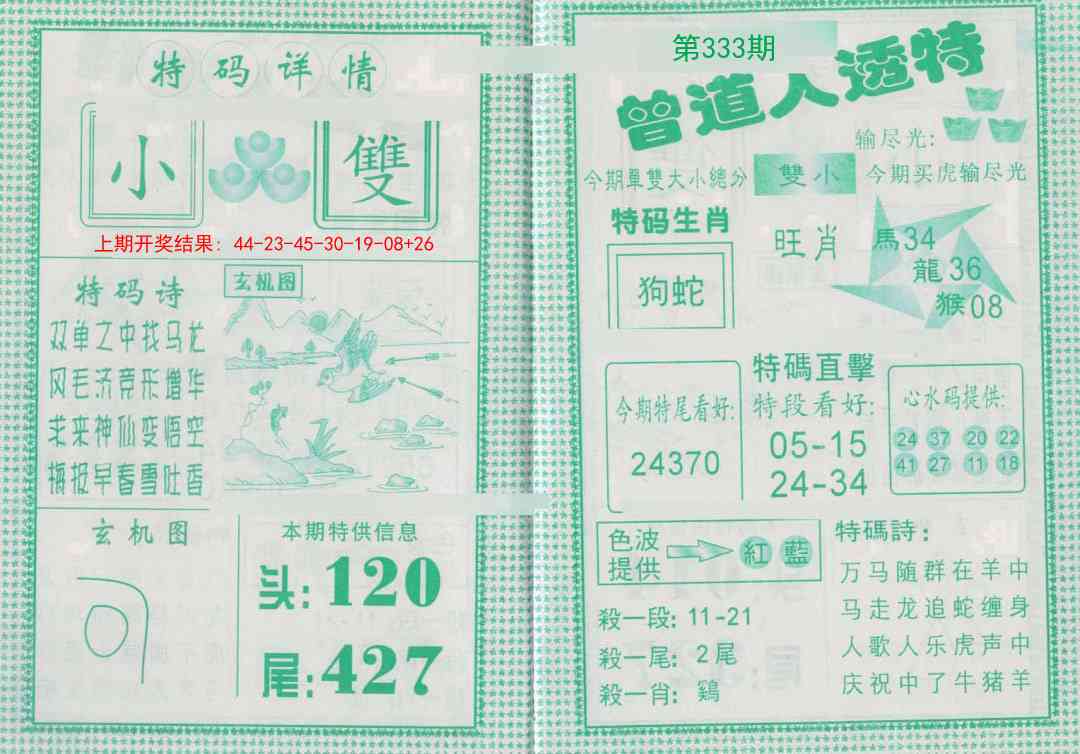 特码详情
小 雙
上期开奖结果：44-23-45-30-19-08+26
特码诗
双单之中找马忙
风毛济竞形增华
求来神仙变悟空
梅报早春雪吐香
玄机图
玄机图
本期特供信息
头:120
尾:427
第333期
曾道人透特
输尽光:
今期單雙大小總分 雙小 今期买虎输尽光
特码生肖
狗蛇
旺肖
馬34
龍36
猴08
今期特尾看好:
24370
特碼直擊
特段看好:
05-15
24-34
心水码提供:
24 37 20 22
41 27 11 18
色波提供 紅 藍
殺一段: 11-21
殺一尾: 2尾
殺一肖: 鷄
特碼詩:
万马随群在羊中
马走龙追蛇缠身
人歌人乐虎声中
庆祝中了牛猪羊